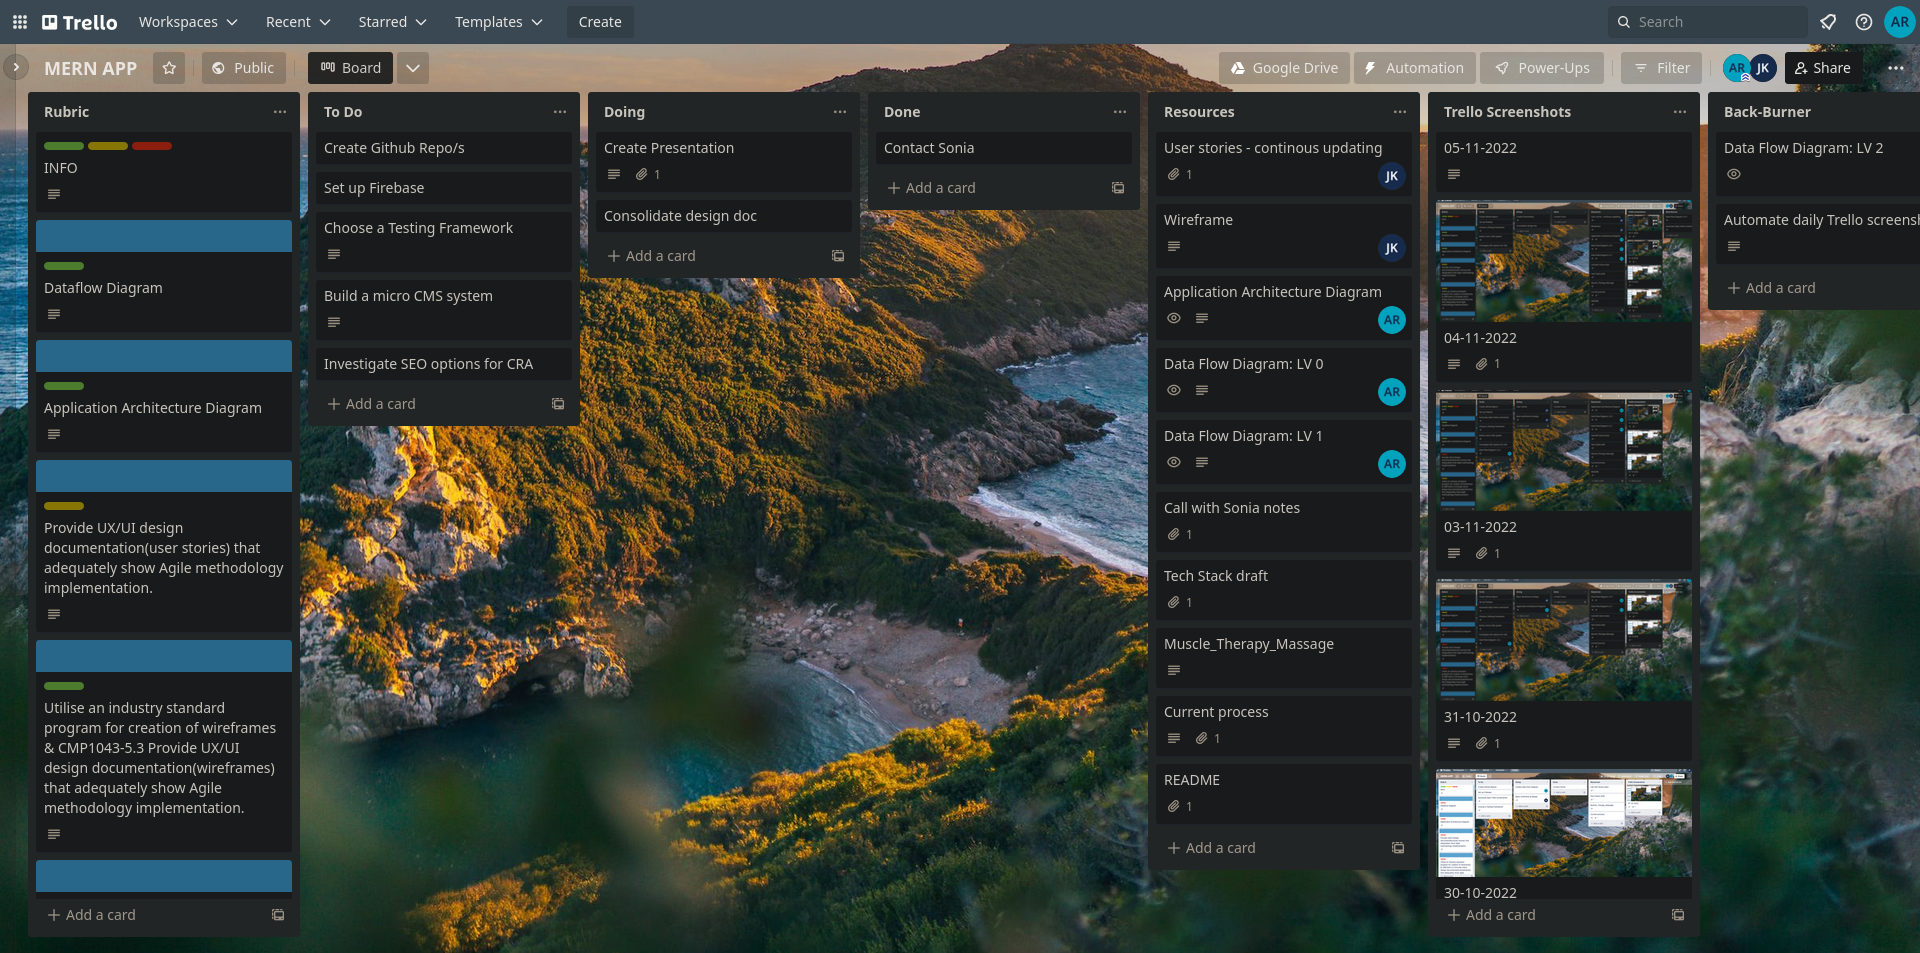 Trello
Workspaces
Recent
Starred
Templates
Create
Search
AR
MERN APP
Public
Board
Google Drive
Automation
Power-Ups
Filter
AR
JK
Share
Rubric
INFO
Dataflow Diagram
Application Architecture Diagram
Provide UX/UI design
documentation(user stories) that
adequately show Agile methodology
implementation.
Utilise an industry standard
program for creation of wireframes
& CMP1043-5.3 Provide UX/UI
design documentation(wireframes)
that adequately show Agile
methodology implementation.
Add a card
To Do
Create Github Repo/s
Set up Firebase
Choose a Testing Framework
Build a micro CMS system
Investigate SEO options for CRA
Add a card
Doing
Create Presentation
1
Consolidate design doc
Add a card
Done
Contact Sonia
Add a card
Resources
User stories - continous updating
1
JK
Wireframe
JK
Application Architecture Diagram
AR
Data Flow Diagram: LV 0
AR
Data Flow Diagram: LV 1
AR
Call with Sonia notes
1
Tech Stack draft
1
Muscle_Therapy_Massage
Current process
1
README
1
Add a card
Trello Screenshots
05-11-2022
04-11-2022
1
03-11-2022
1
31-10-2022
1
30-10-2022
Add a card
Back-Burner
Data Flow Diagram: LV 2
Automate daily Trello screensh
Add a card